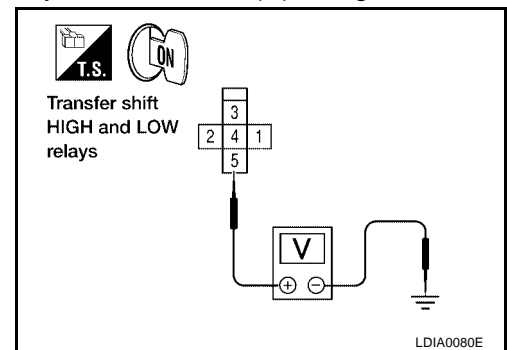 T.S.
ON
Transfer shift
HIGH and LOW
relays
3
2 4 1
5
V
+ −
LDIA0080E